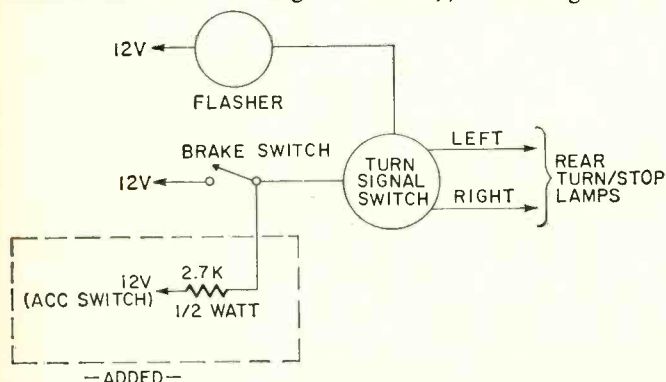 12V
FLASHER
LEFT
BRAKE SWITCH
TURN
SIGNAL
SWITCH
REAR
TURN/STOP
LAMPS
12V
RIGHT
12V
(ACC SWITCH)
2.7K
1/2 WATT
—ADDED—